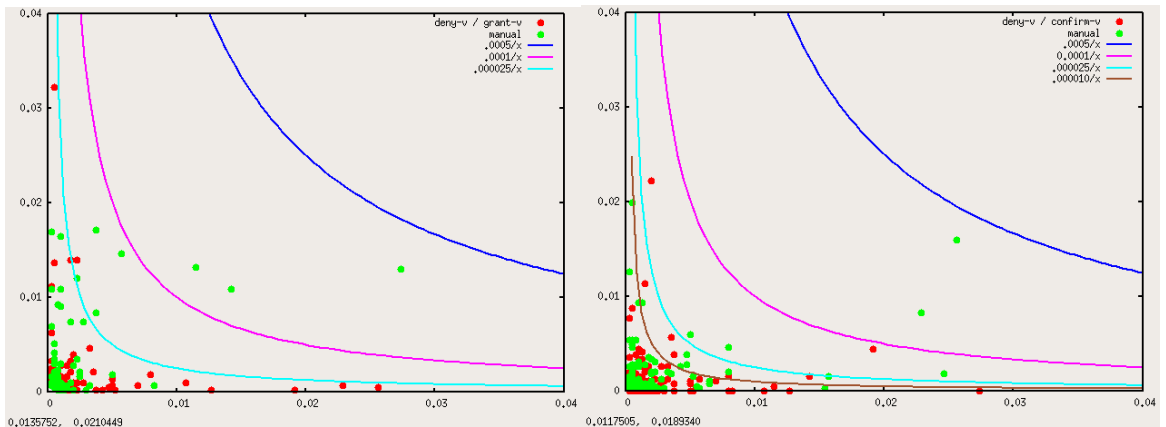 deny-v / grant-v
manual
.0005/x
.0001/x
.000025/x
0.04
0.03
0.02
0.01
0
0 0.01 0.02 0.03 0.04
0.0135752, 0.0210449
deny-v / confirm-v
manual
.0005/x
0.0001/x
.000025/x
.000010/x
0.04
0.03
0.02
0.01
0
0 0.01 0.02 0.03 0.04
0.0117505, 0.0189340